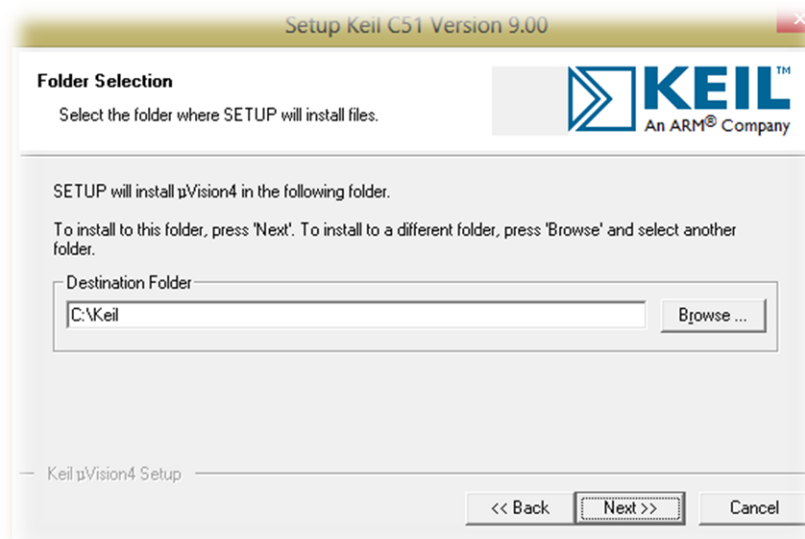 Setup Keil C51 Version 9.00
Folder Selection
Select the folder where SETUP will install files.
KEIL™
An ARM® Company
SETUP will install µVision4 in the following folder.
To install to this folder, press 'Next'. To install to a different folder, press 'Browse' and select another
folder.
Destination Folder
C:\Keil
Browse ...
Keil µVision4 Setup
<< Back
Next >>
Cancel